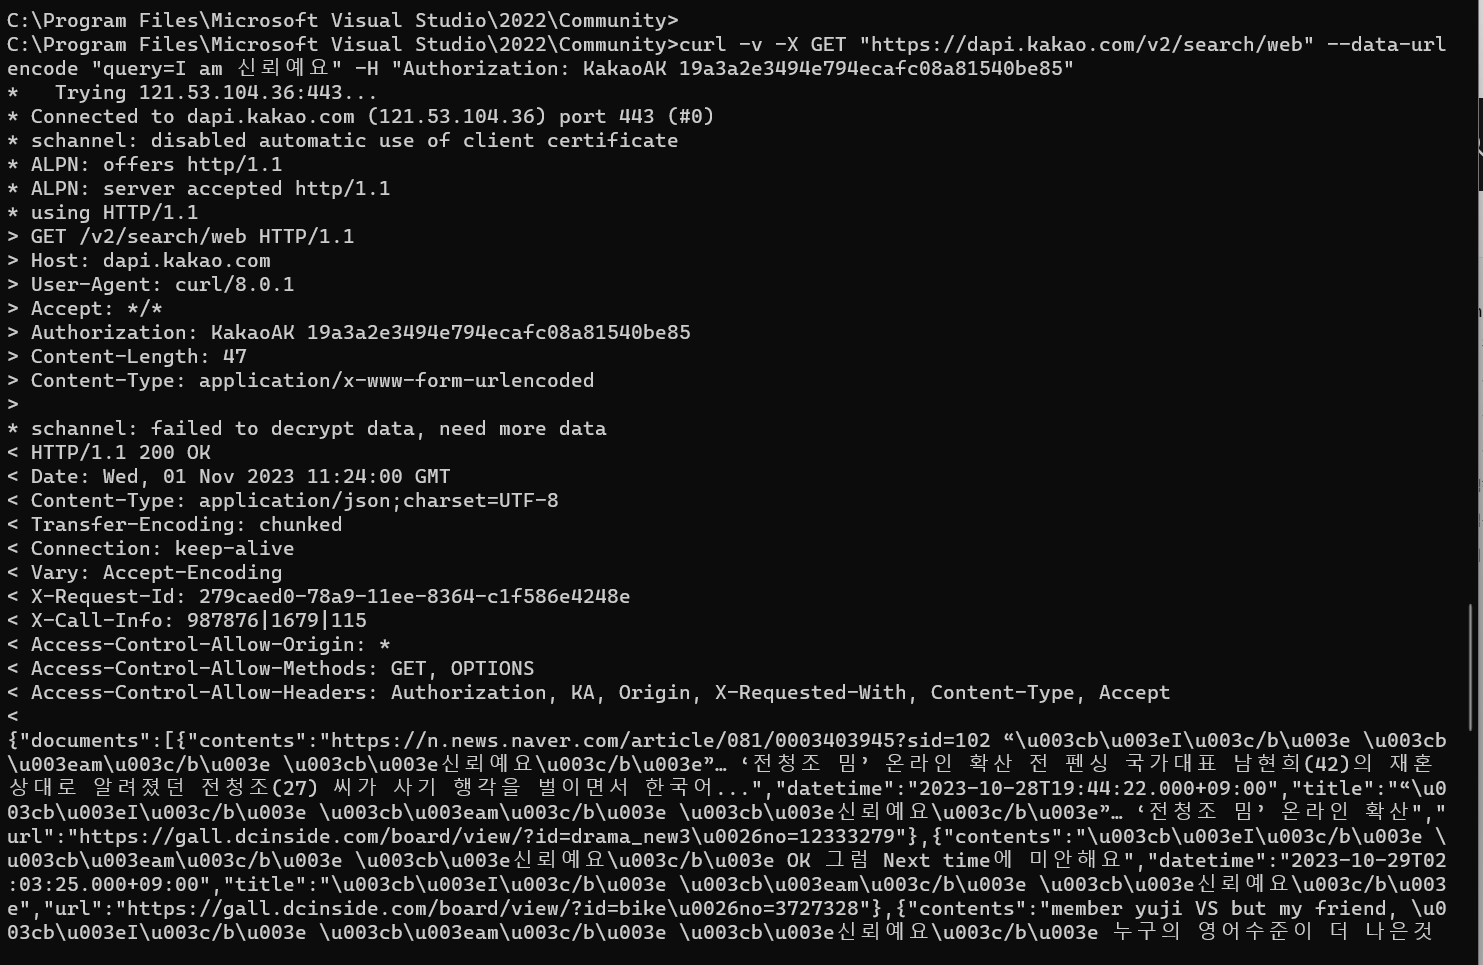 C:\Program Files\Microsoft Visual Studio\2022\Community>
C:\Program Files\Microsoft Visual Studio\2022\Community>curl -v -X GET "https://dapi.kakao.com/v2/search/web" --data-url
encode "query=I am 신뢰예요" -H "Authorization: KakaoAK 19a3a2e3494e794ecafc08a81540be85"
*   Trying 121.53.104.36:443...
* Connected to dapi.kakao.com (121.53.104.36) port 443 (#0)
* schannel: disabled automatic use of client certificate
* ALPN: offers http/1.1
* ALPN: server accepted http/1.1
* using HTTP/1.1
> GET /v2/search/web HTTP/1.1
> Host: dapi.kakao.com
> User-Agent: curl/8.0.1
> Accept: */*
> Authorization: KakaoAK 19a3a2e3494e794ecafc08a81540be85
> Content-Length: 47
> Content-Type: application/x-www-form-urlencoded
>
* schannel: failed to decrypt data, need more data
< HTTP/1.1 200 OK
< Date: Wed, 01 Nov 2023 11:24:00 GMT
< Content-Type: application/json;charset=UTF-8
< Transfer-Encoding: chunked
< Connection: keep-alive
< Vary: Accept-Encoding
< X-Request-Id: 279caed0-78a9-11ee-8364-c1f586e4248e
< X-Call-Info: 987876|1679|115
< Access-Control-Allow-Origin: *
< Access-Control-Allow-Methods: GET, OPTIONS
< Access-Control-Allow-Headers: Authorization, KA, Origin, X-Requested-With, Content-Type, Accept
<
{"documents":[{"contents":"https://n.news.naver.com/article/081/0003403945?sid=102 “\u003cb\u003eI\u003c/b\u003e \u003cb
\u003eam\u003c/b\u003e \u003cb\u003e신뢰예요\u003c/b\u003e”… ‘전청조 밈’ 온라인 확산 전 펜싱 국가대표 남현희(42)의 재혼
상대로 알려졌던 전청조(27) 씨가 사기 행각을 벌이면서 한국어...","datetime":"2023-10-28T19:44:22.000+09:00","title":"“\u0
03cb\u003eI\u003c/b\u003e \u003cb\u003eam\u003c/b\u003e \u003cb\u003e신뢰예요\u003c/b\u003e”… ‘전청조 밈’ 온라인 확산","
url":"https://gall.dcinside.com/board/view/?id=drama_new3\u0026no=12333279"},{"contents":"\u003cb\u003eI\u003c/b\u003e \
\u003cb\u003eam\u003c/b\u003e \u003cb\u003e신뢰예요\u003c/b\u003e OK 그럼 Next time에 미안해요","datetime":"2023-10-29T02
:03:25.000+09:00","title":"\u003cb\u003eI\u003c/b\u003e \u003cb\u003eam\u003c/b\u003e \u003cb\u003e신뢰예요\u003c/b\u003
e","url":"https://gall.dcinside.com/board/view/?id=bike\u0026no=3727328"},{"contents":"member yuji VS but my friend, \u0
03cb\u003eI\u003c/b\u003e \u003cb\u003eam\u003c/b\u003e \u003cb\u003e신뢰예요\u003c/b\u003e 누구의 영어수준이 더 나은것